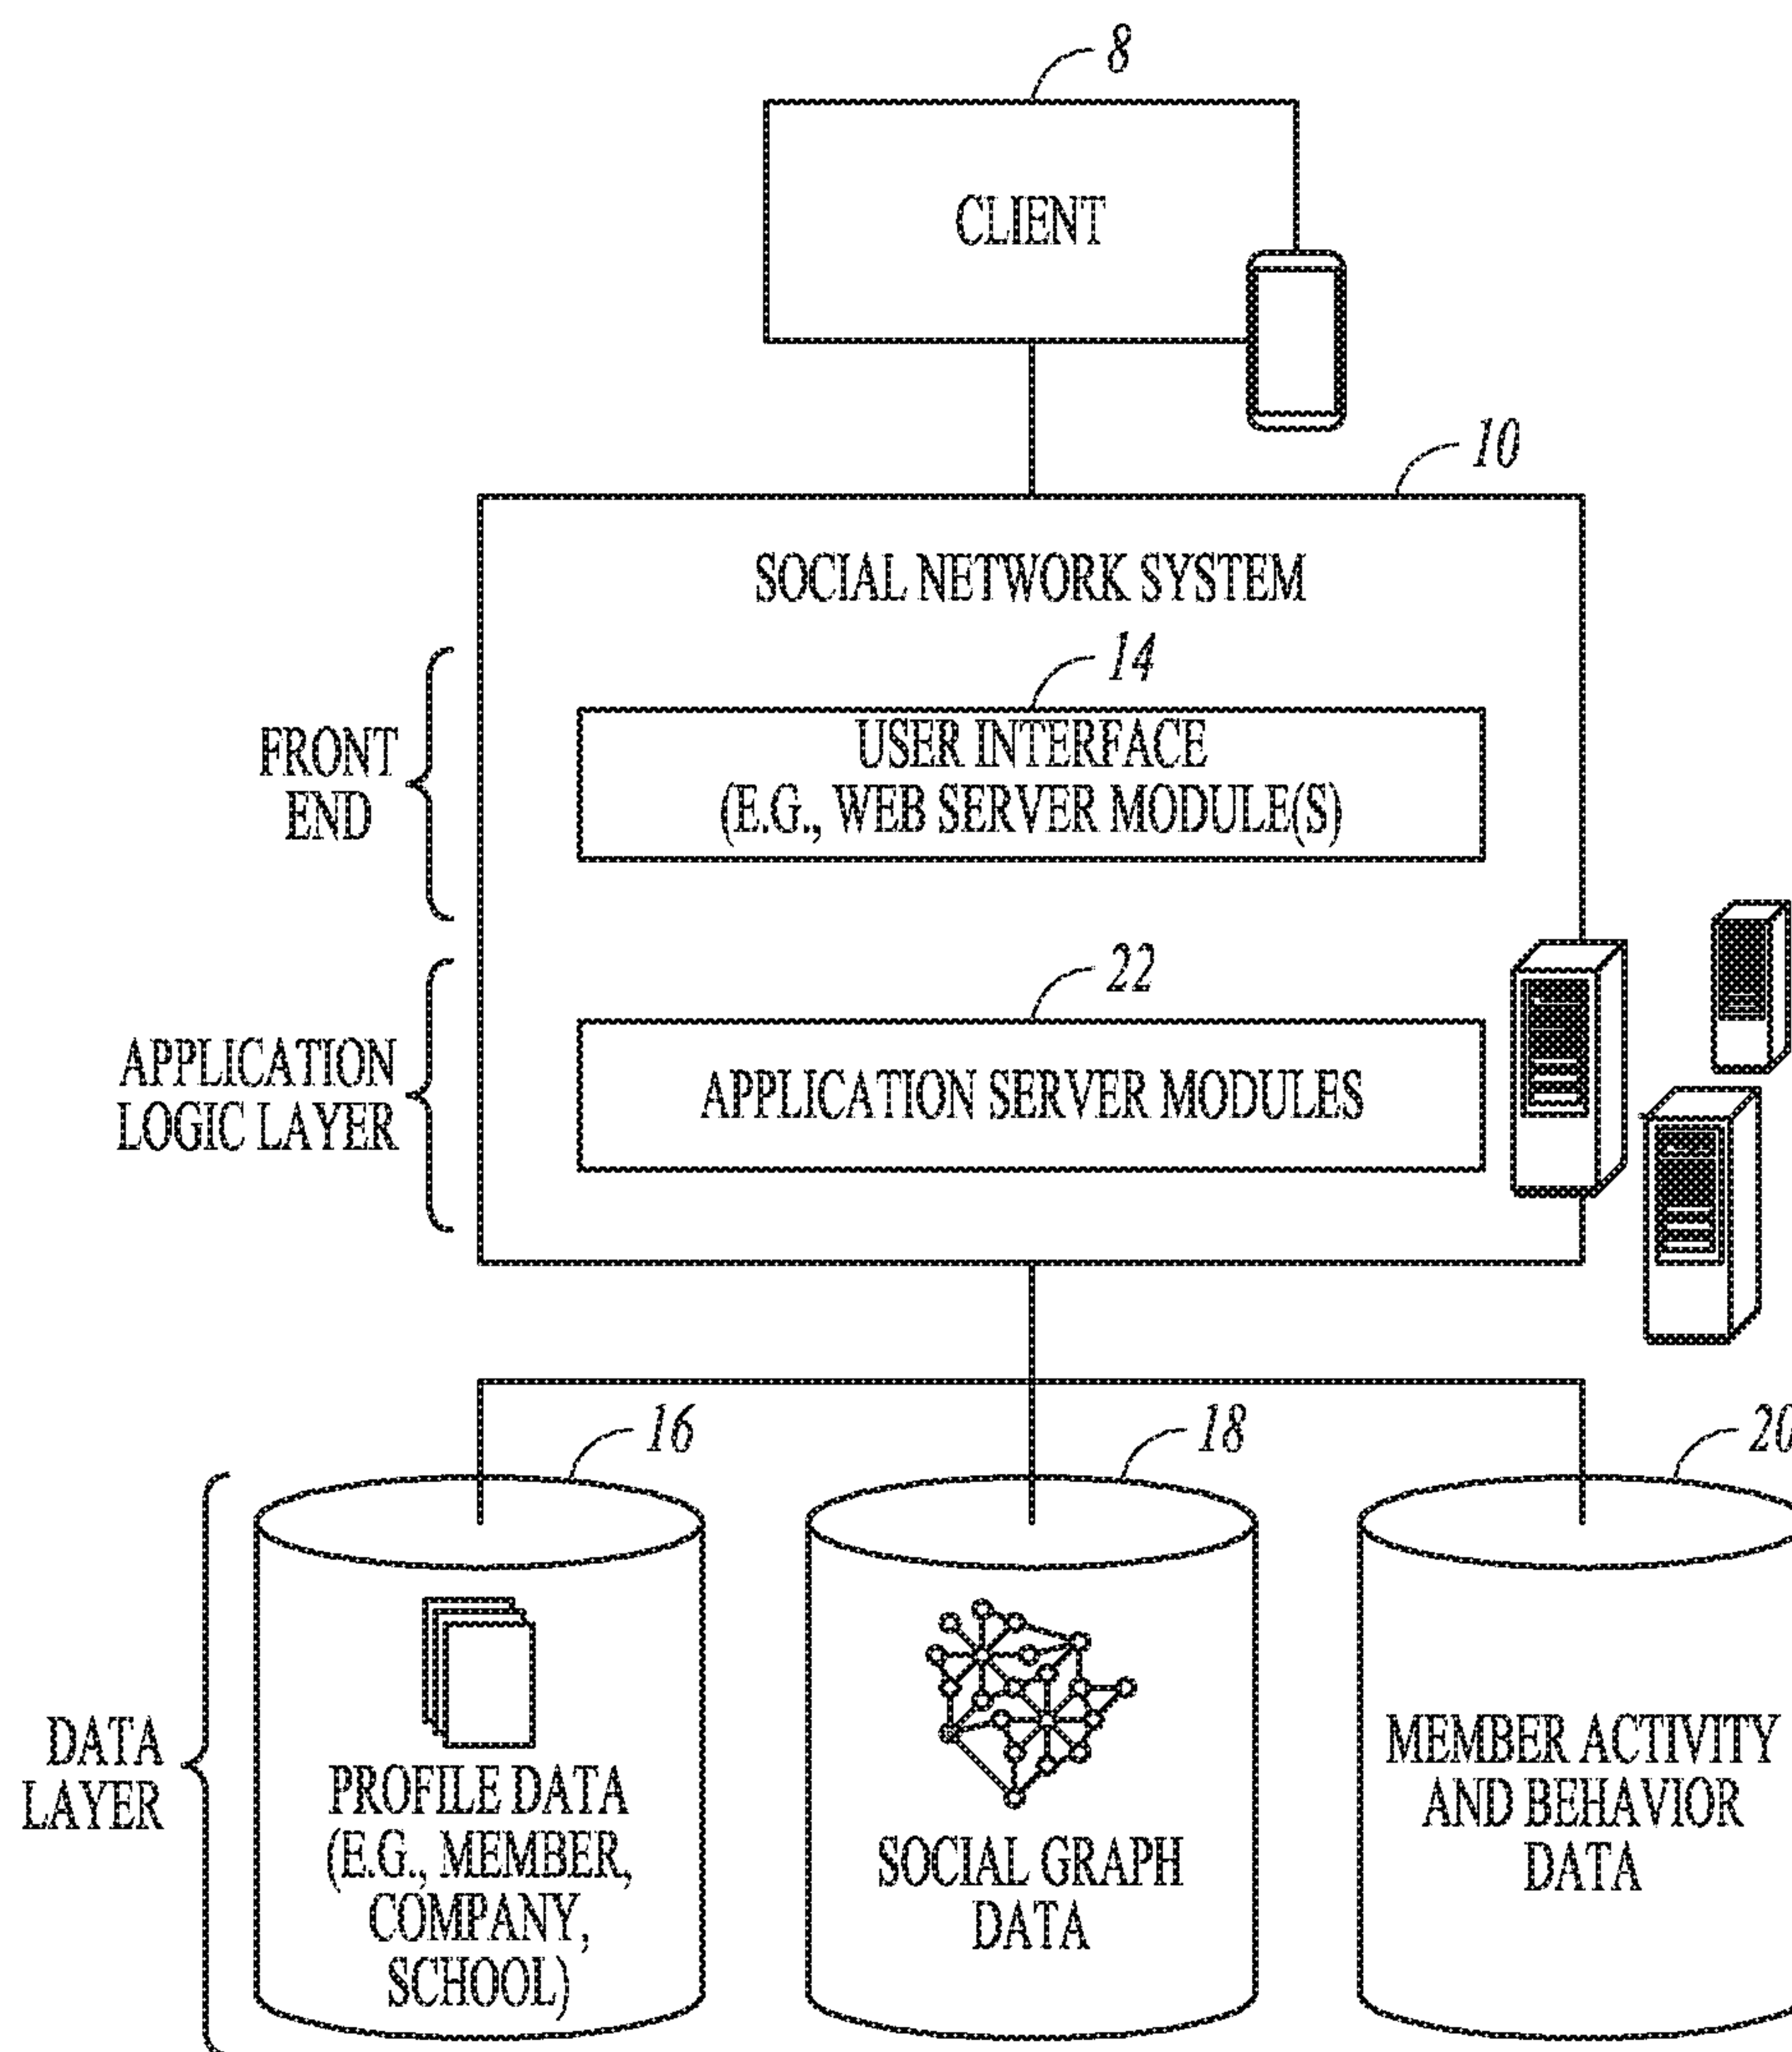 8
CLIENT
10
SOCIAL NETWORK SYSTEM
14
FRONT
END
USER INTERFACE
(E.G., WEB SERVER MODULE(S)
22
APPLICATION
LOGIC LAYER
APPLICATION SERVER MODULES
16
18
20
DATA
LAYER
PROFILE DATA
(E.G., MEMBER,
COMPANY,
SCHOOL)
SOCIAL GRAPH
DATA
MEMBER ACTIVITY
AND BEHAVIOR
DATA